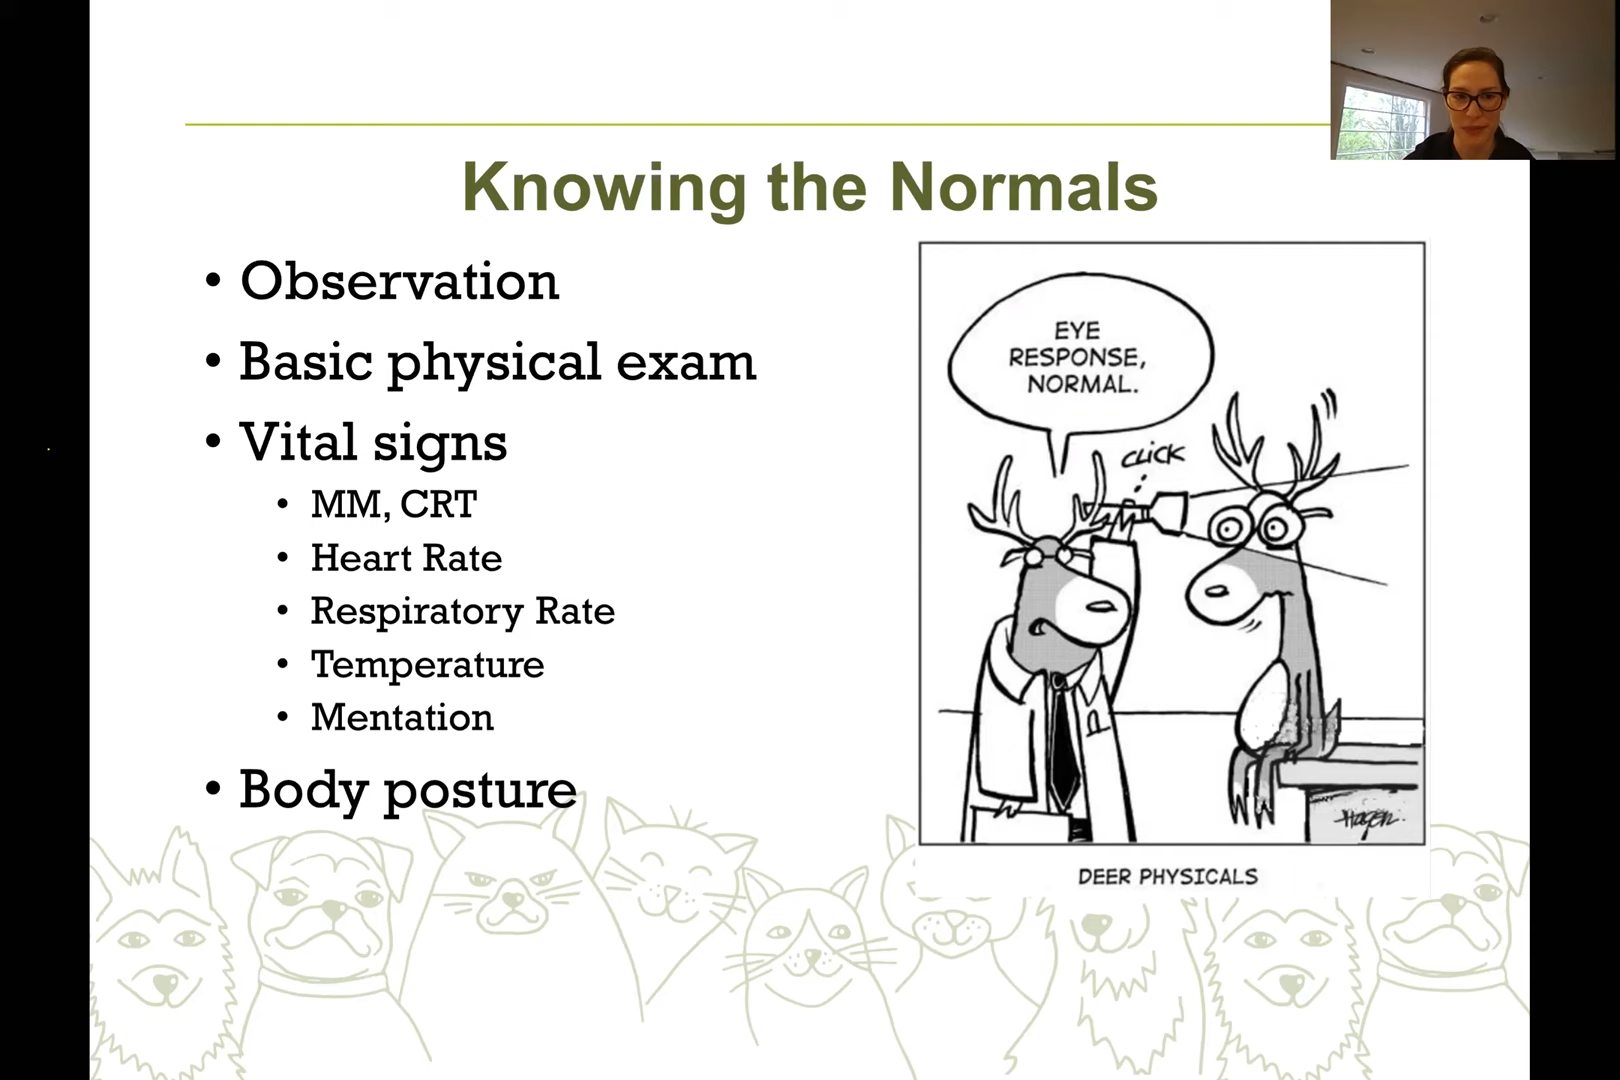 Knowing the Normals
• Observation
• Basic physical exam
• Vital signs
• MM, CRT
• Heart Rate
• Respiratory Rate
• Temperature
• Mentation
• Body posture
EYE
RESPONSE,
NORMAL.
CLICK
Hagen.
DEER PHYSICALS